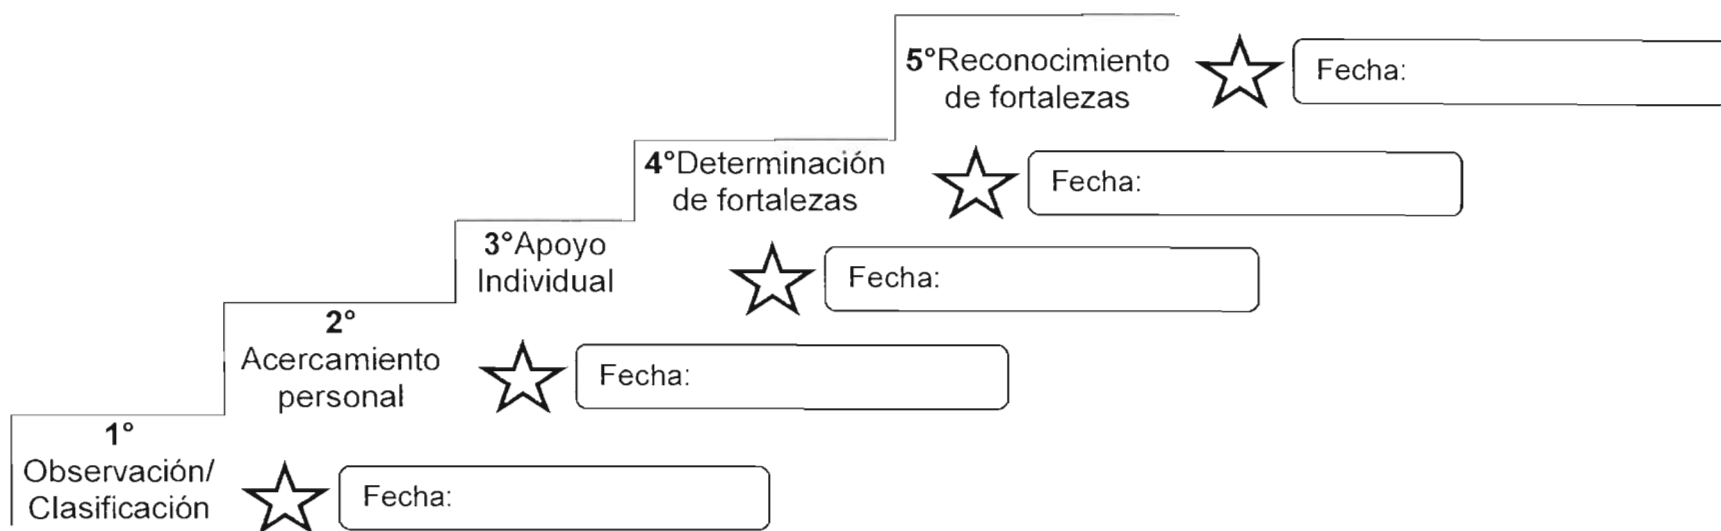 5°Reconocimiento
de fortalezas
Fecha:
4°Determinación
de fortalezas
Fecha:
3°Apoyo
Individual
Fecha:
2°
Acercamiento
personal
Fecha:
1°
Observación/
Clasificación
Fecha: